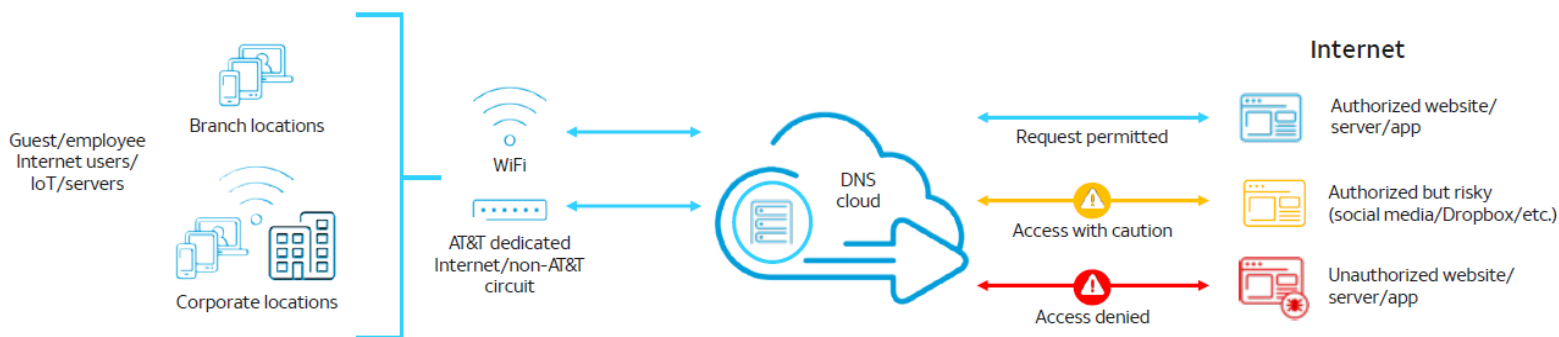 Guest/employee
Internet users/
IoT/servers
Branch locations
Corporate locations
WiFi
AT&T dedicated
Internet/non-AT&T
circuit
DNS
cloud
Internet
Request permitted
Authorized website/
server/app
Access with caution
Authorized but risky
(social media/Dropbox/etc.)
Access denied
Unauthorized website/
server/app